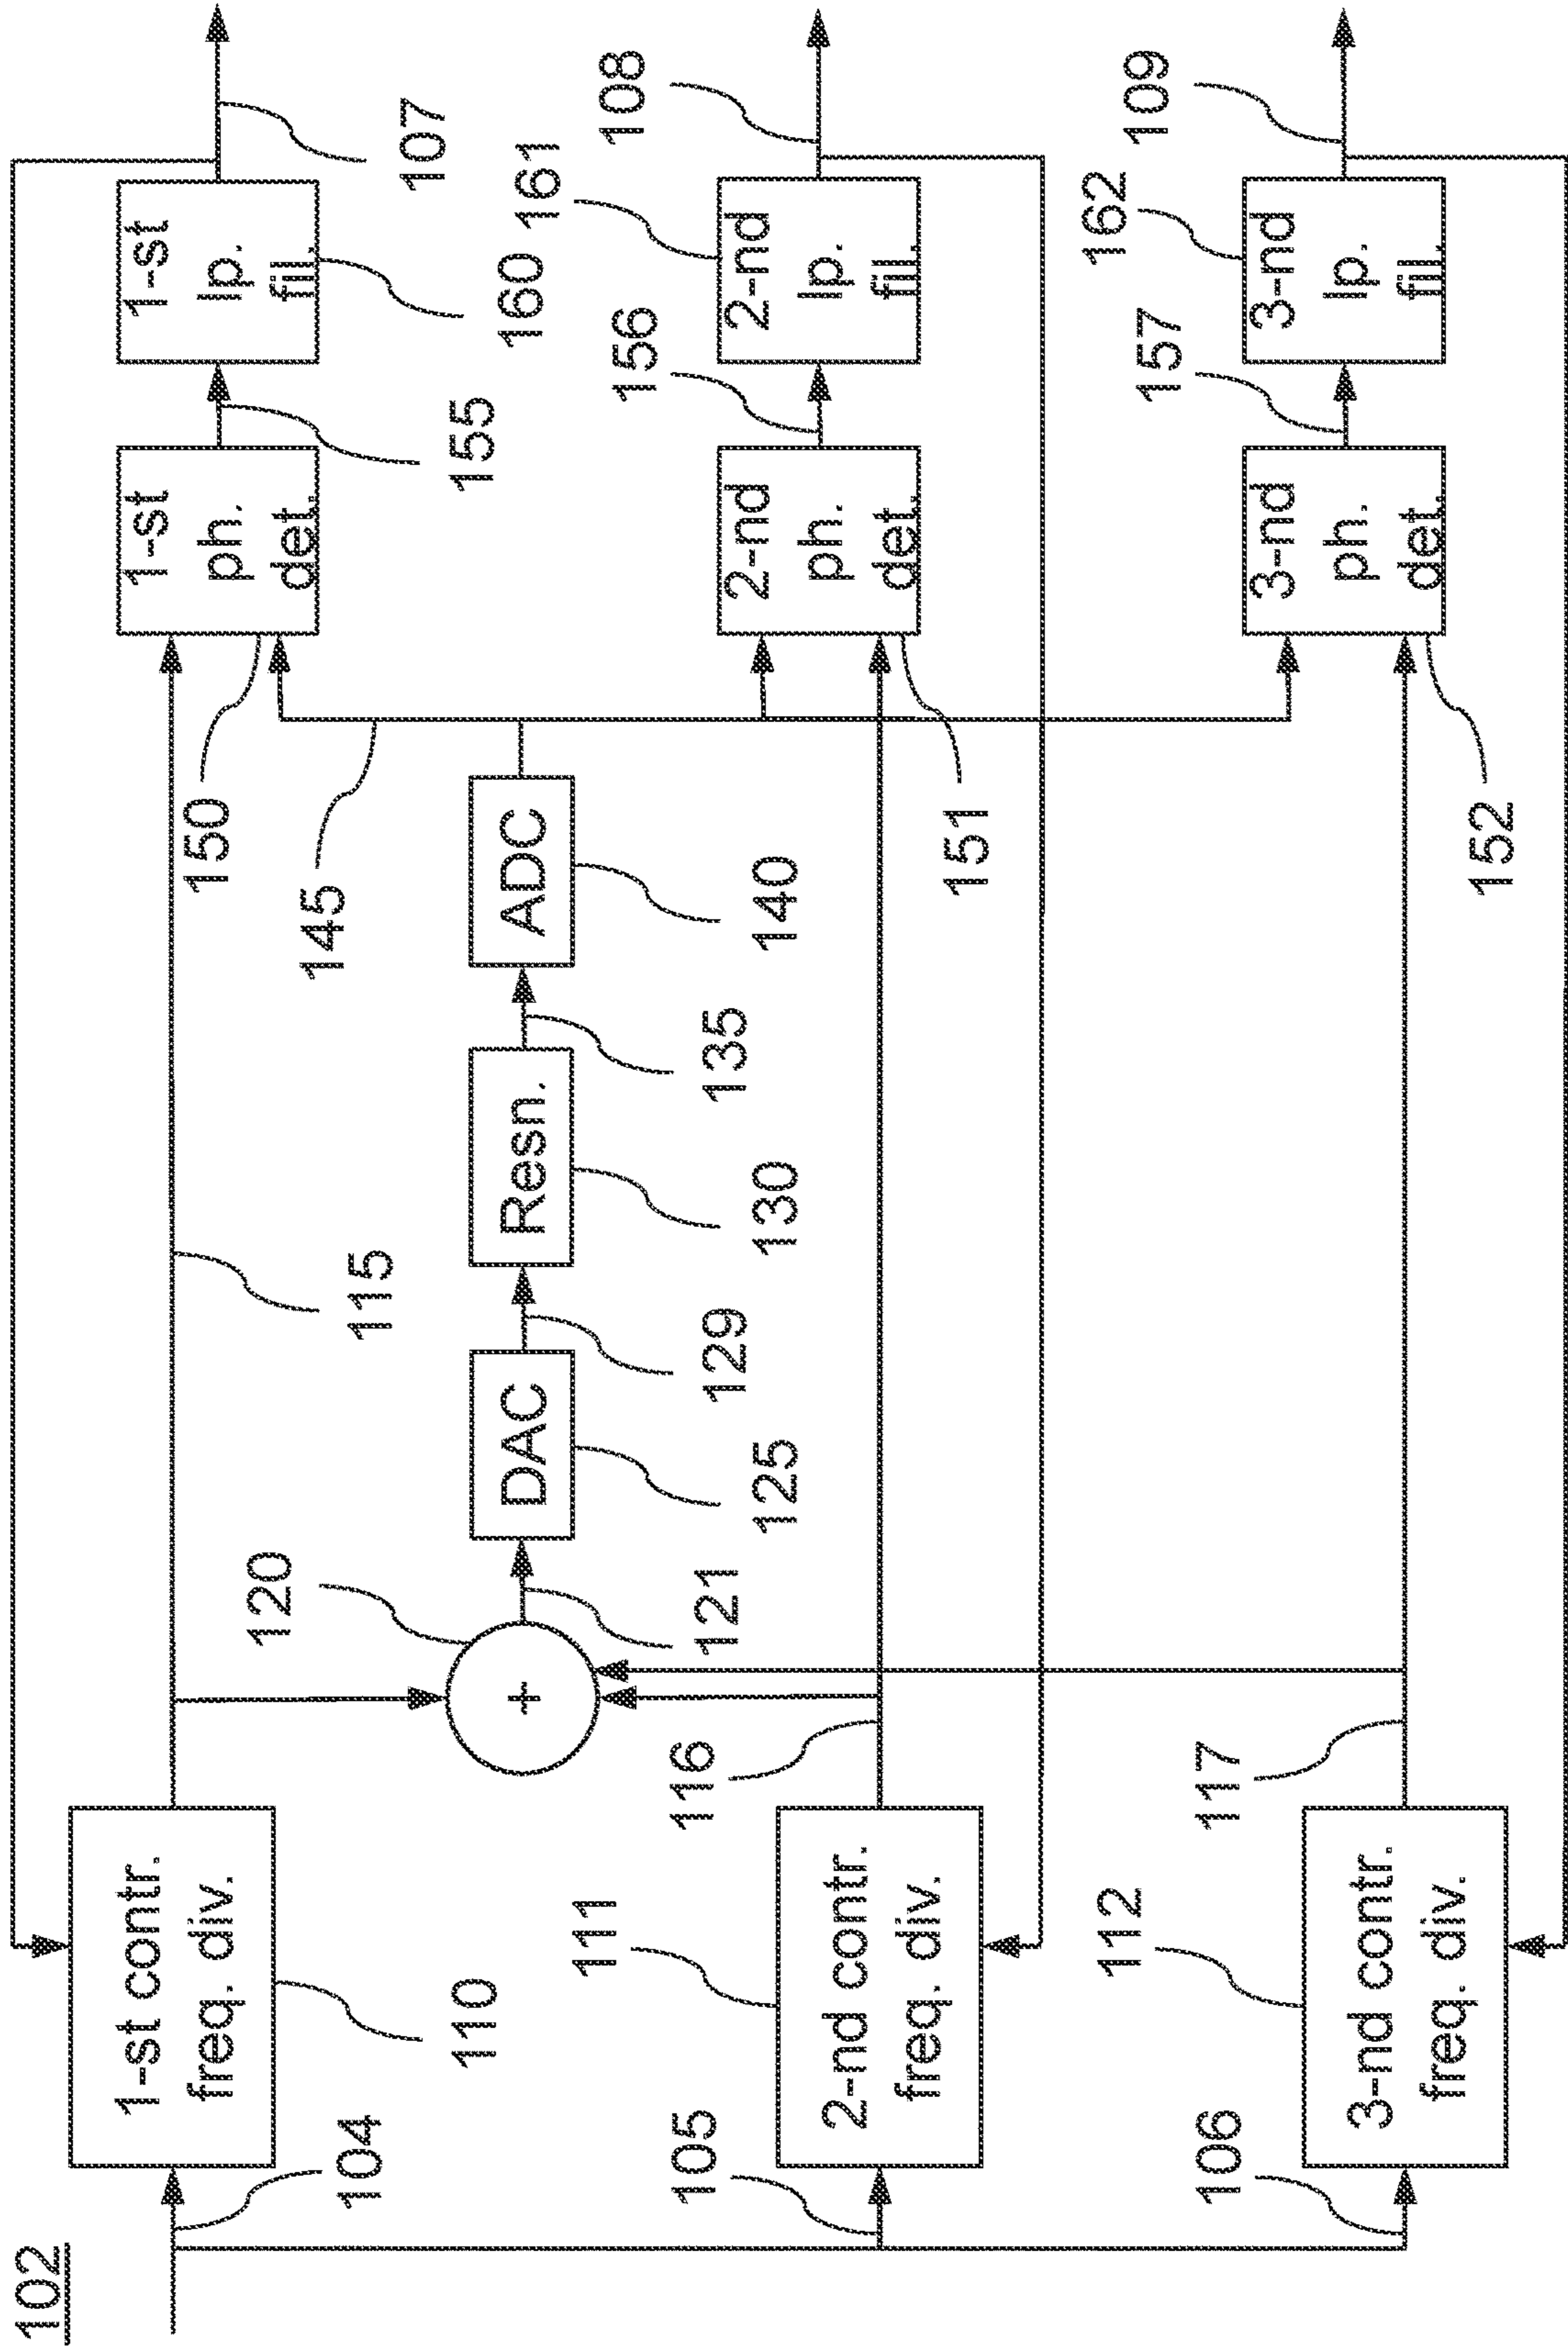 102
104
1-st contr.
freq. div.
110
115
120
121
DAC
125
129
Resn.
130
135
ADC
140
145
150
1-st
ph.
det.
155
1-st
lp.
fil.
160
107
105
2-nd contr.
freq. div.
111
116
151
2-nd
ph.
det.
156
2-nd
lp.
fil.
161
108
106
3-nd contr.
freq. div.
112
117
152
3-nd
ph.
det.
157
3-nd
lp.
fil.
162
109
+